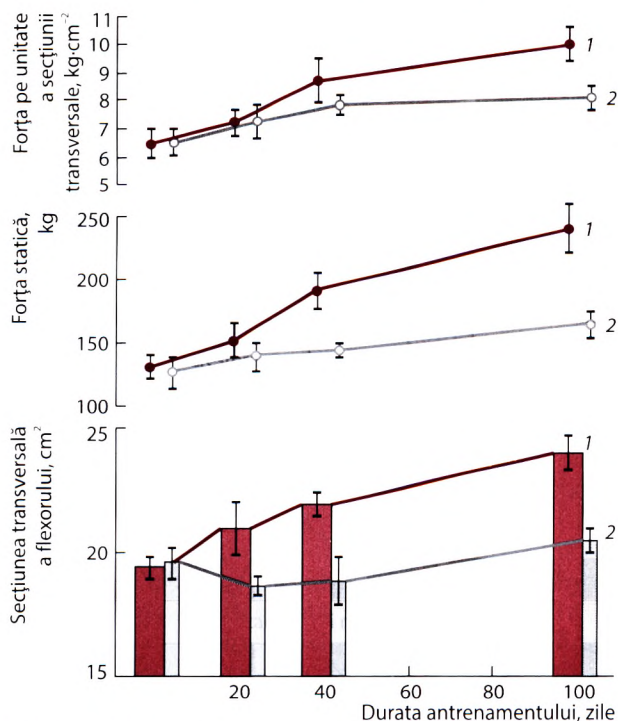 Forța pe unitate
a secțiunii
transversale, kg·cm⁻²
11
10
9
8
7
6
5
1
2
Forța statică,
kg
250
200
150
100
1
2
Secțiunea transversală
a flexorului, cm²
25
20
15
1
2
20 40 60 80 100
Durata antrenamentului, zile